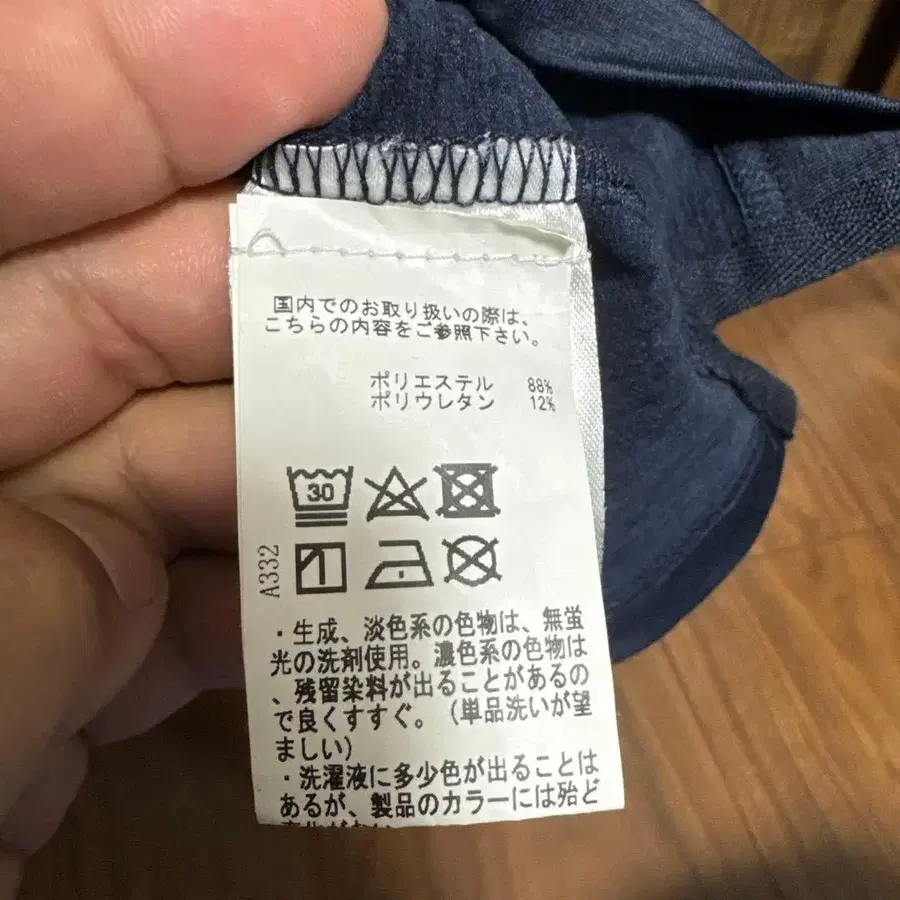 国内でのお取り扱いの際は、
こちらの内容をご参照下さい。
ポリエステル 88%
ポリウレタン 12%
30
A332
・生成、淡色系の色物は、無蛍
光の洗剤使用。濃色系の色物は
、残留染料が出ることがあるの
で良くすすぐ。（単品洗いが望
ましい）
・洗濯液に多少色が出ることは
あるが、製品のカラーには殆ど